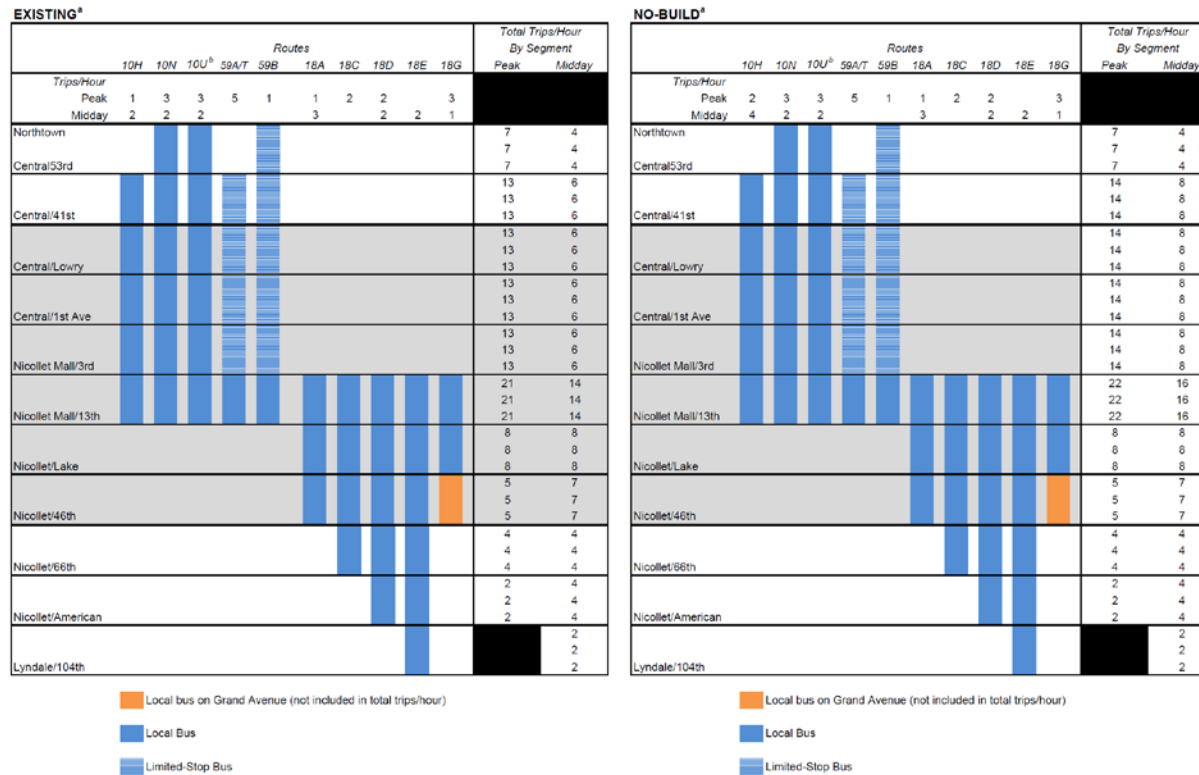 EXISTINGa
Routes
Total Trips/Hour
By Segment
10H 10N 10U b 59A/T 59B 18A 18C 18D 18E 18G Peak Midday
Trips/Hour
Peak 1 3 3 5 1 1 2 2 3
Midday 2 2 2 3 2 2 1
Northtown 7 4
7 4
Central53rd 7 4
13 6
13 6
Central/41st 13 6
13 6
13 6
Central/Lowry 13 6
13 6
13 6
Central/1st Ave 13 6
13 6
13 6
Nicollet Mall/3rd 13 6
21 14
21 14
Nicollet Mall/13th 21 14
8 8
8 8
Nicollet/Lake 8 8
5 7
5 7
Nicollet/46th 5 7
4 4
4 4
Nicollet/66th 4 4
2 4
2 4
Nicollet/American 2 4
2
2
Lyndale/104th 2
Local bus on Grand Avenue (not included in total trips/hour)
Local Bus
Limited-Stop Bus
NO-BUILDa
Routes
Total Trips/Hour
By Segment
10H 10N 10U b 59A/T 59B 18A 18C 18D 18E 18G Peak Midday
Trips/Hour
Peak 2 3 3 5 1 1 2 2 3
Midday 4 2 2 3 2 2 1
Northtown 7 4
7 4
Central53rd 7 4
14 8
14 8
Central/41st 14 8
14 8
14 8
Central/Lowry 14 8
14 8
14 8
Central/1st Ave 14 8
14 8
14 8
Nicollet Mall/3rd 14 8
22 16
22 16
Nicollet Mall/13th 22 16
8 8
8 8
Nicollet/Lake 8 8
5 7
5 7
Nicollet/46th 5 7
4 4
4 4
Nicollet/66th 4 4
2 4
2 4
Nicollet/American 2 4
2
2
Lyndale/104th 2
Local bus on Grand Avenue (not included in total trips/hour)
Local Bus
Limited-Stop Bus